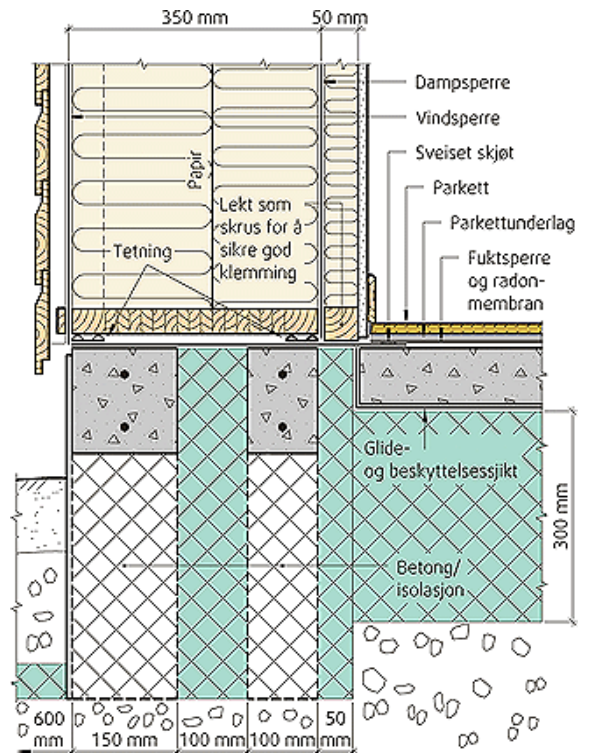 350 mm
50 mm
Dampsperre
Vindsperre
Sveiset skjøt
Papir
Parkett
Lekt som
skrus for å
sikre god
klemming
Parkettunderlag
Tetning
Fuktsperre
og radon-
membran
Glide-
og beskyttelsessjikt
300 mm
Betong/
isolasjon
600
mm
150 mm
100 mm
100 mm
50
mm